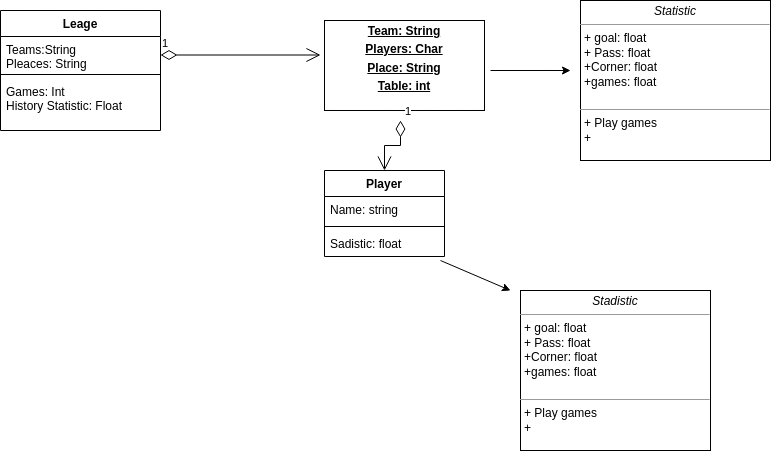 Leage
Teams:String
Pleaces: String
Games: Int
History Statistic: Float
1
Team: String
Players: Char
Place: String
Table: int
1
Statistic
+ goal: float
+ Pass: float
+Corner: float
+games: float
+ Play games
+
Player
Name: string
Sadistic: float
Stadistic
+ goal: float
+ Pass: float
+Corner: float
+games: float
+ Play games
+